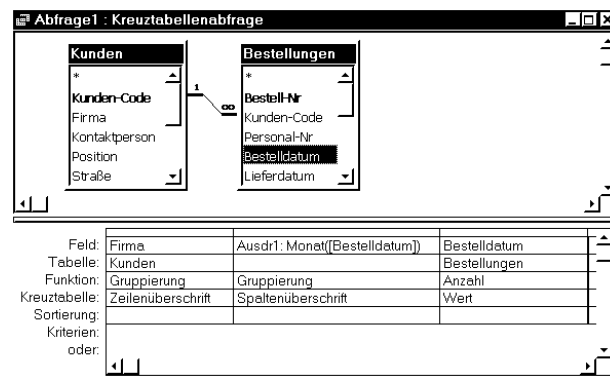 Abfrage1 : Kreuztabellenabfrage
Kunden
*
Kunden-Code
Firma
Kontaktperson
Position
Straße
1
∞
Bestellungen
*
Bestell-Nr
Kunden-Code
Personal-Nr
Bestelldatum
Lieferdatum
Feld: Firma Ausdr1: Monat([Bestelldatum]) Bestelldatum
Tabelle: Kunden Bestellungen
Funktion: Gruppierung Gruppierung Anzahl
Kreuztabelle: Zeilenüberschrift Spaltenüberschrift Wert
Sortierung:
Kriterien:
oder: